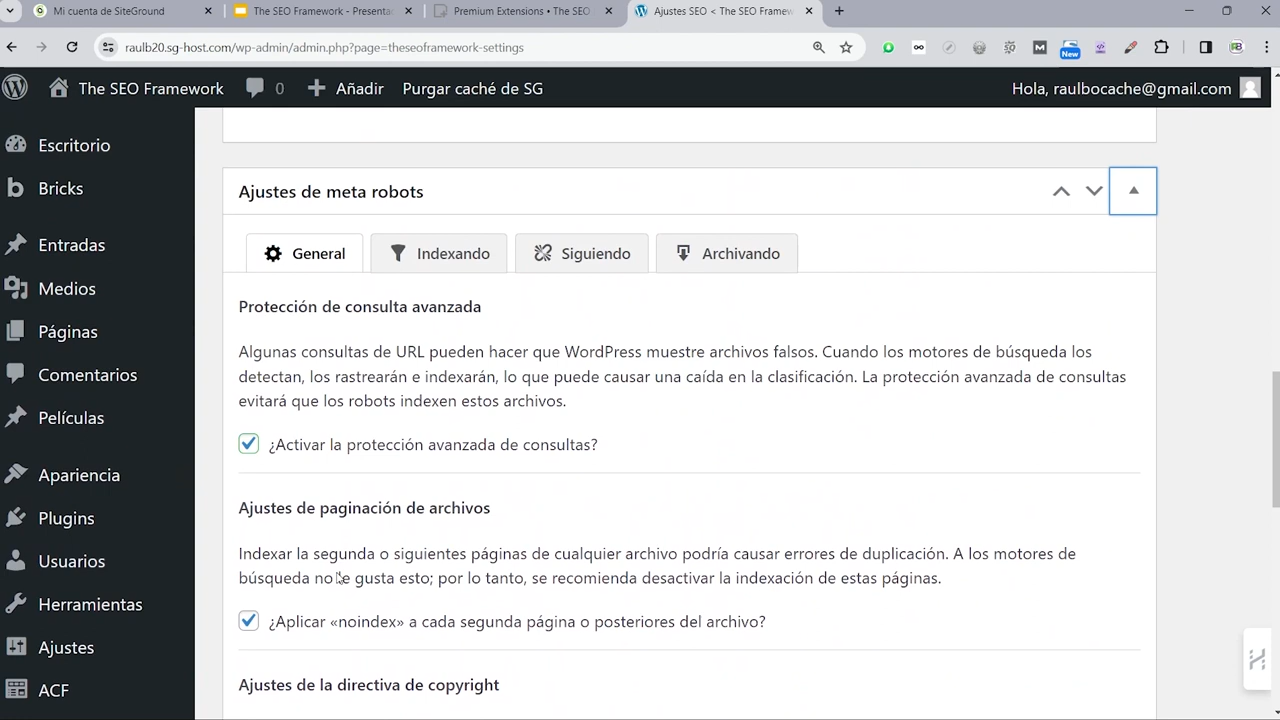 Mi cuenta de SiteGround
The SEO Framework - Presenta
Premium Extensions • The SEO
Ajustes SEO < The SEO Framew
raulb20.sg-host.com/wp-admin/admin.php?page=theseoframework-settings
New
The SEO Framework
0
Añadir
Purgar caché de SG
Hola, raulbocache@gmail.com
Escritorio
Bricks
Entradas
Medios
Páginas
Comentarios
Películas
Apariencia
Plugins
Usuarios
Herramientas
Ajustes
ACF
Ajustes de meta robots
General
Indexando
Siguiendo
Archivando
Protección de consulta avanzada
Algunas consultas de URL pueden hacer que WordPress muestre archivos falsos. Cuando los motores de búsqueda los
detectan, los rastrearán e indexarán, lo que puede causar una caída en la clasificación. La protección avanzada de consultas
evitará que los robots indexen estos archivos.
¿Activar la protección avanzada de consultas?
Ajustes de paginación de archivos
Indexar la segunda o siguientes páginas de cualquier archivo podría causar errores de duplicación. A los motores de
búsqueda no le gusta esto; por lo tanto, se recomienda desactivar la indexación de estas páginas.
¿Aplicar «noindex» a cada segunda página o posteriores del archivo?
Ajustes de la directiva de copyright